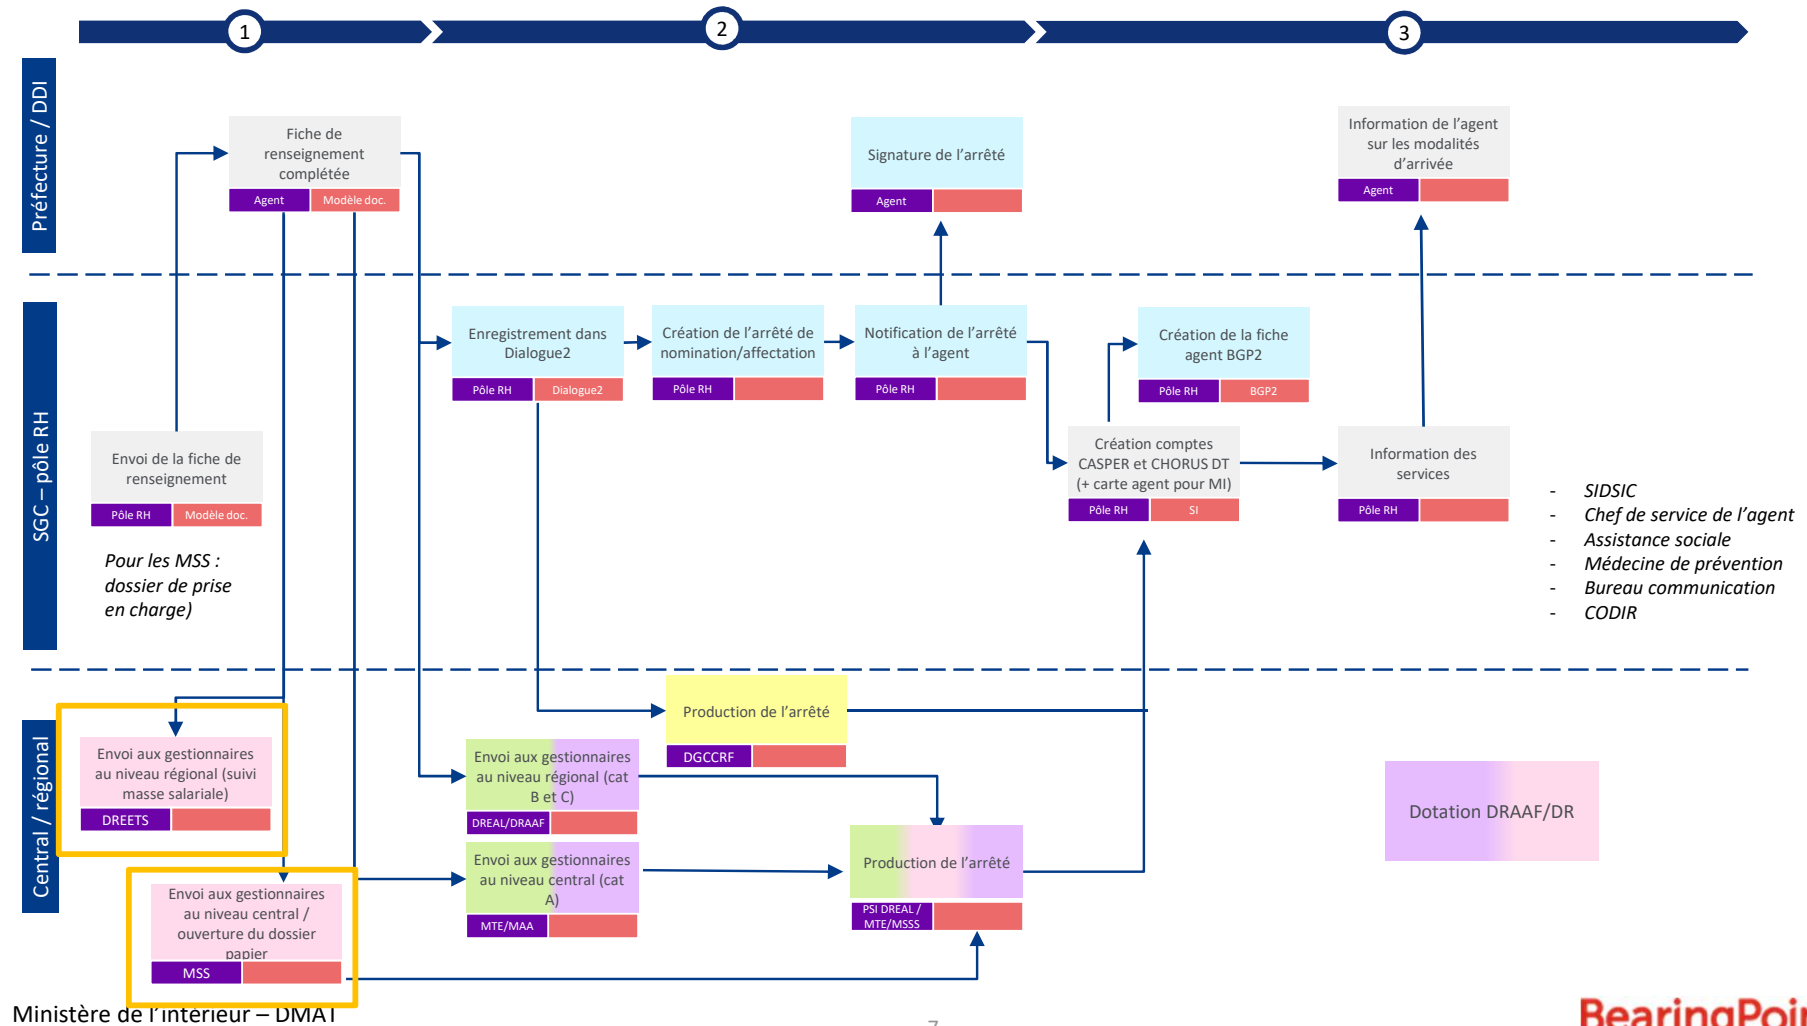 1
2
3
Préfecture / DDI
Fiche de
renseignement
complétée
Agent
Modèle doc.
Signature de l'arrêté
Agent
Information de l'agent
sur les modalités
d'arrivée
Agent
SGC – pôle RH
Envoi de la fiche de
renseignement
Pôle RH
Modèle doc.
Pour les MSS :
dossier de prise
en charge)
Enregistrement dans
Dialogue2
Pôle RH
Dialogue2
Création de l'arrêté de
nomination/affectation
Pôle RH
Notification de l'arrêté
à l'agent
Pôle RH
Création de la fiche
agent BGP2
Pôle RH
BGP2
Création comptes
CASPER et CHORUS DT
(+ carte agent pour MI)
Pôle RH
SI
Information des
services
Pôle RH
- SIDSIC
- Chef de service de l'agent
- Assistance sociale
- Médecine de prévention
- Bureau communication
- CODIR
Central / régional
Envoi aux gestionnaires
au niveau régional (suivi
masse salariale)
DREETS
Envoi aux gestionnaires
au niveau central /
ouverture du dossier
papier
MSS
Production de l'arrêté
DGCCRF
Envoi aux gestionnaires
au niveau régional (cat
B et C)
DREAL/DRAAF
Envoi aux gestionnaires
au niveau central (cat
A)
MTE/MAA
Production de l'arrêté
PSI DREAL /
MTE/MSSS
Dotation DRAAF/DR
Ministère de l'intérieur – DMAT
7
BearingPoin